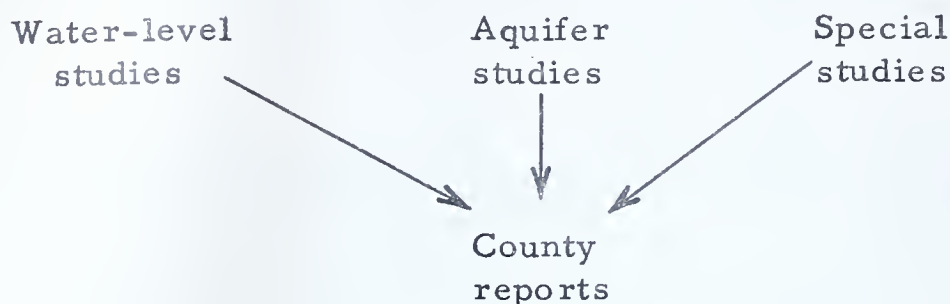 Water-level
studies
Aquifer
studies
Special
studies
County
reports